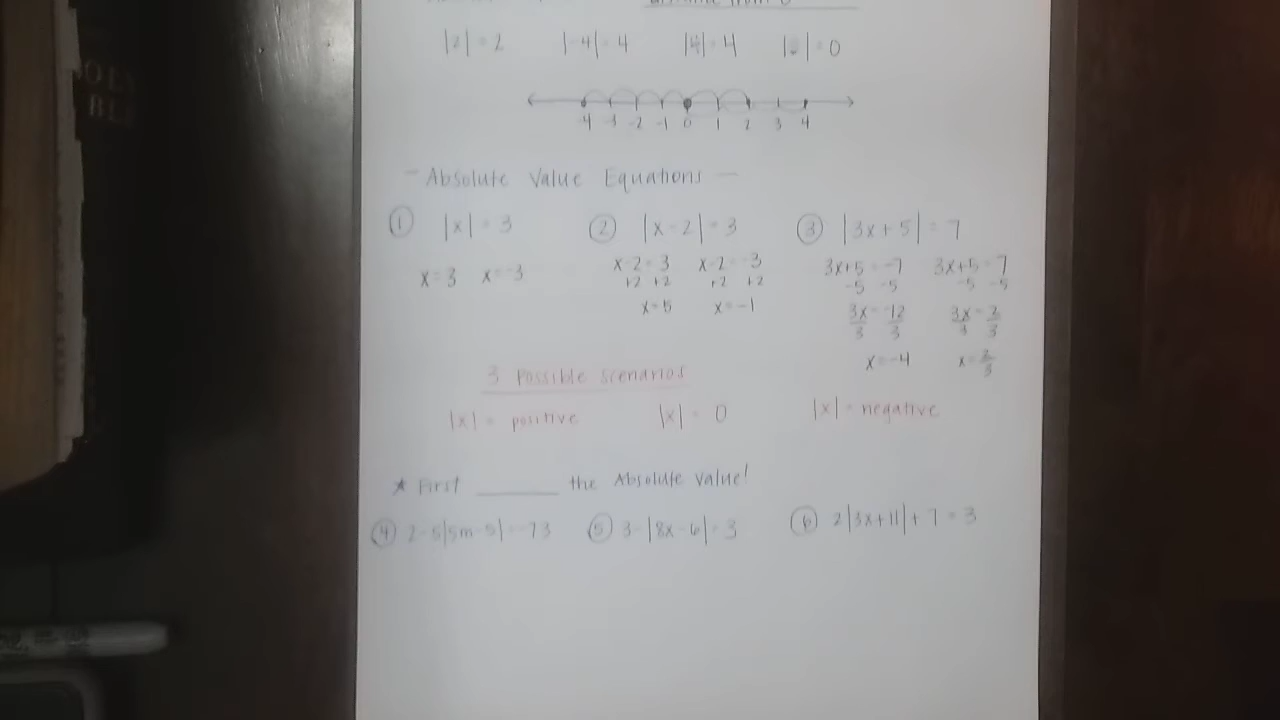 |2| = 2 |-4| = 4 |4| = 4 |0| = 0
-4 -3 -2 -1 0 1 2 3 4
- Absolute Value Equations -
① |x| = 3 ② |x - 2| = 3 ③ |3x + 5| = 7
x = 3 x = -3 x-2 = 3 x-2 = -3 3x+5 = -7 3x+5 = 7
+2 +2 +2 +2 -5 -5 -5 -5
x = 5 x = -1 3x = -12 3x = 2
3 3 3 3
x = -4 x = 2/3
3 Possible Scenarios
|x| = positive |x| = 0 |x| = negative
★ First ______ the Absolute Value!
④ 2 - 5|5m - 5| = -73 ⑤ 3 - |8x - 6| = 3 ⑥ 2|3x + 11| + 7 = 3